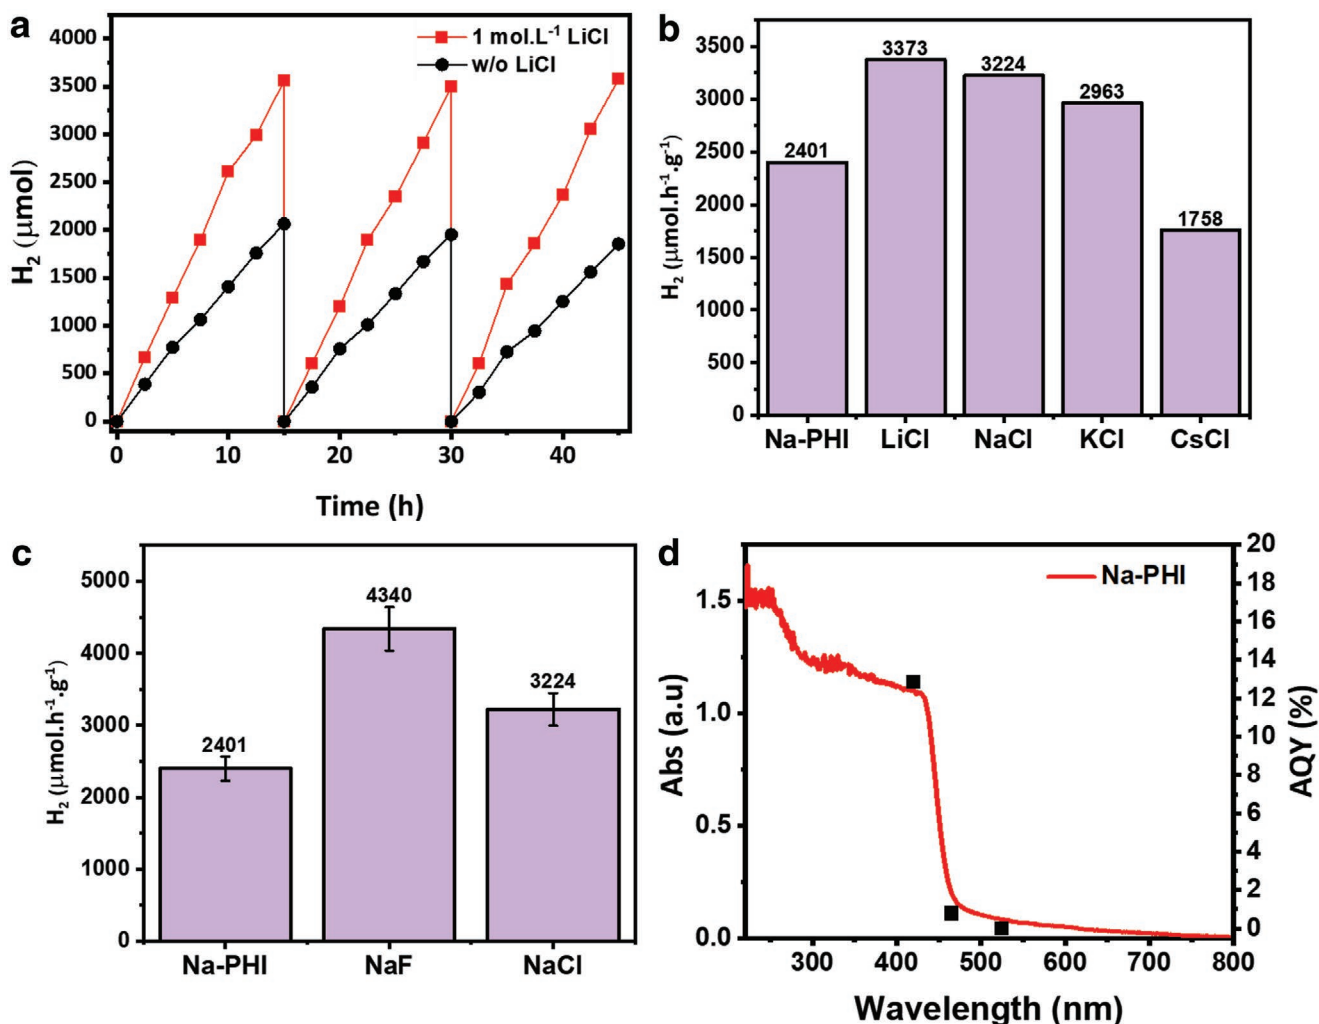 a
1 mol.L⁻¹ LiCl
w/o LiCl
4000
3500
3000
2500
2000
1500
1000
500
0
H₂ (μmol)
0 10 20 30 40
Time (h)
b
3500
3000
2500
2000
1500
1000
500
0
H₂ (μmol.h⁻¹.g⁻¹)
2401
3373
3224
2963
1758
Na-PHI LiCl NaCl KCl CsCl
c
5000
4000
3000
2000
1000
0
H₂ (μmol.h⁻¹.g⁻¹)
2401
4340
3224
Na-PHI NaF NaCl
d
Na-PHI
1.5
1.0
0.5
0.0
Abs (a.u)
20
18
16
14
12
10
8
6
4
2
0
AQY (%)
300 400 500 600 700 800
Wavelength (nm)